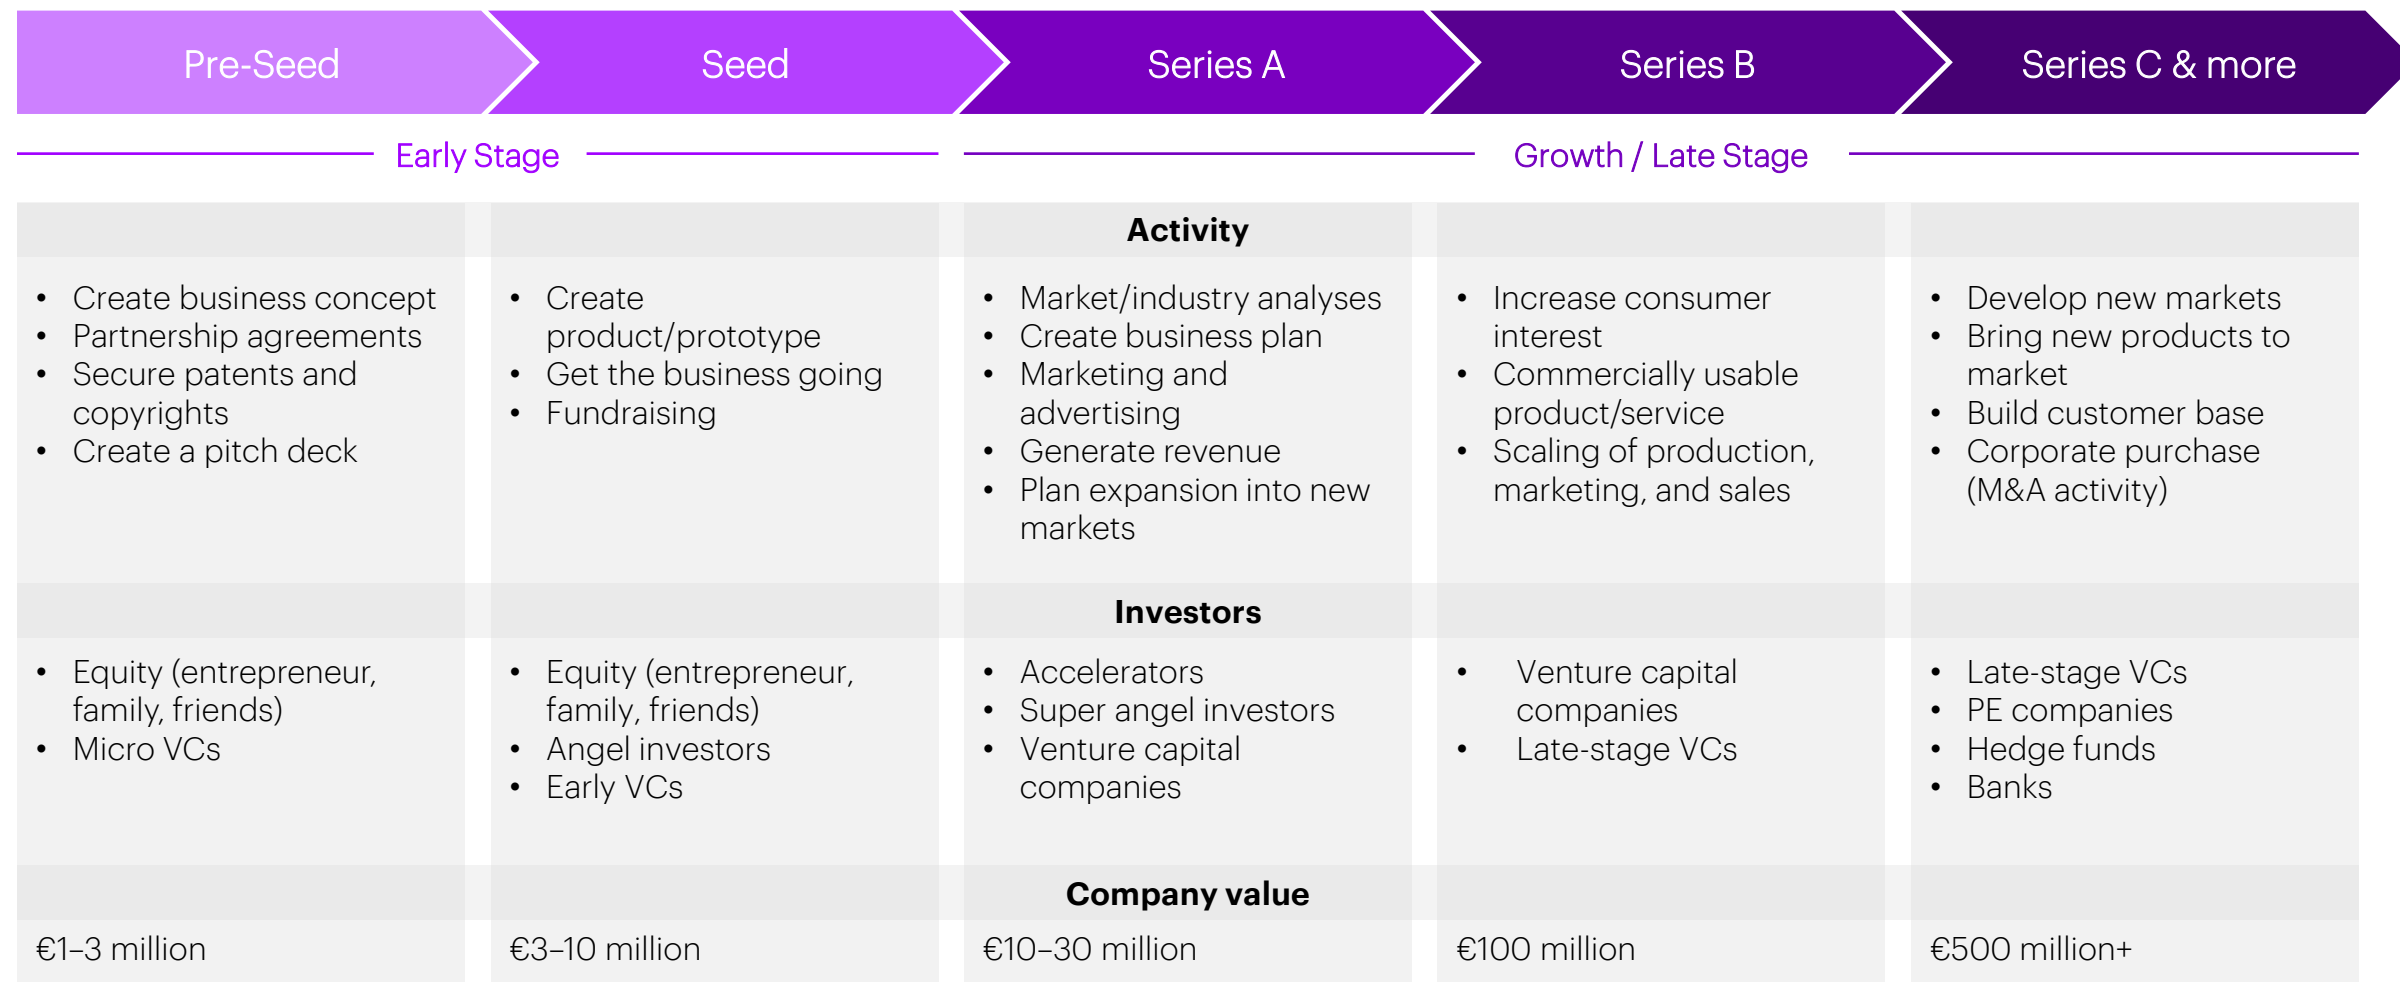 Pre-Seed
Seed
Series A
Series B
Series C & more
Early Stage
Growth / Late Stage
Activity
• Create business concept
• Partnership agreements
• Secure patents and
copyrights
• Create a pitch deck
• Create
product/prototype
• Get the business going
• Fundraising
• Market/industry analyses
• Create business plan
• Marketing and
advertising
• Generate revenue
• Plan expansion into new
markets
• Increase consumer
interest
• Commercially usable
product/service
• Scaling of production,
marketing, and sales
• Develop new markets
• Bring new products to
market
• Build customer base
• Corporate purchase
(M&A activity)
Investors
• Equity (entrepreneur,
family, friends)
• Micro VCs
• Equity (entrepreneur,
family, friends)
• Angel investors
• Early VCs
• Accelerators
• Super angel investors
• Venture capital
companies
• Venture capital
companies
• Late-stage VCs
• Late-stage VCs
• PE companies
• Hedge funds
• Banks
Company value
€1–3 million
€3–10 million
€10–30 million
€100 million
€500 million+